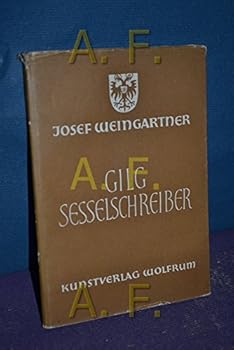 A. F.
JOSEF WEINGARTNER
A. F.
GILG
SESSELSCHREIBER
KUNSTVERLAG WOLFRUM
A. F.